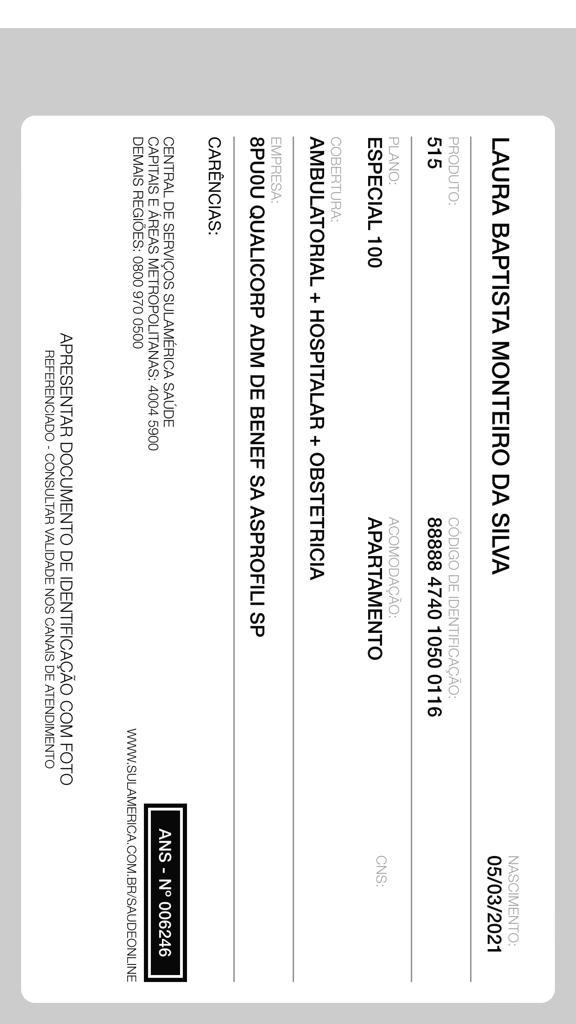 LAURA BAPTISTA MONTEIRO DA SILVA
NASCIMENTO:
05/03/2021
PRODUTO:
515
CÓDIGO DE IDENTIFICAÇÃO:
88888 4740 1050 0116
PLANO:
ESPECIAL 100
ACOMODAÇÃO:
APARTAMENTO
CNS:
COBERTURA:
AMBULATORIAL + HOSPITALAR + OBSTETRICIA
EMPRESA:
8PU0U QUALICORP ADM DE BENEF SA ASPROFILI SP
CARÊNCIAS:
CENTRAL DE SERVIÇOS SULAMÉRICA SAÚDE
CAPITAIS E ÁREAS METROPOLITANAS: 4004 5900
DEMAIS REGIÕES: 0800 970 0500
ANS - Nº 006246
WWW.SULAMERICA.COM.BR/SAUDEONLINE
APRESENTAR DOCUMENTO DE IDENTIFICAÇÃO COM FOTO
REFERENCIADO - CONSULTAR VALIDADE NOS CANAIS DE ATENDIMENTO